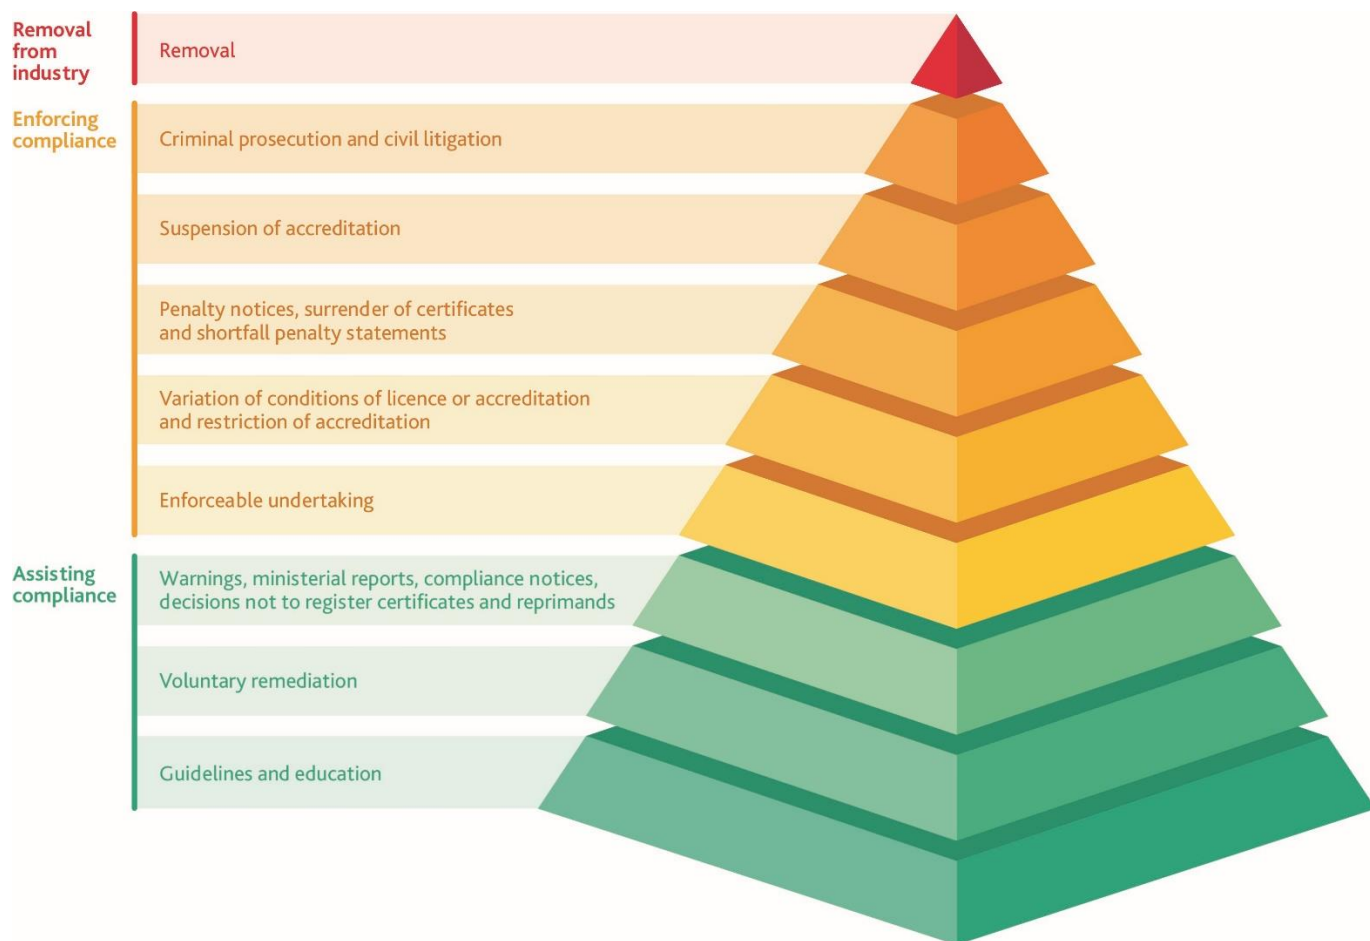 Removal
from
industry
Removal
Enforcing
compliance
Criminal prosecution and civil litigation
Suspension of accreditation
Penalty notices, surrender of certificates
and shortfall penalty statements
Variation of conditions of licence or accreditation
and restriction of accreditation
Enforceable undertaking
Assisting
compliance
Warnings, ministerial reports, compliance notices,
decisions not to register certificates and reprimands
Voluntary remediation
Guidelines and education